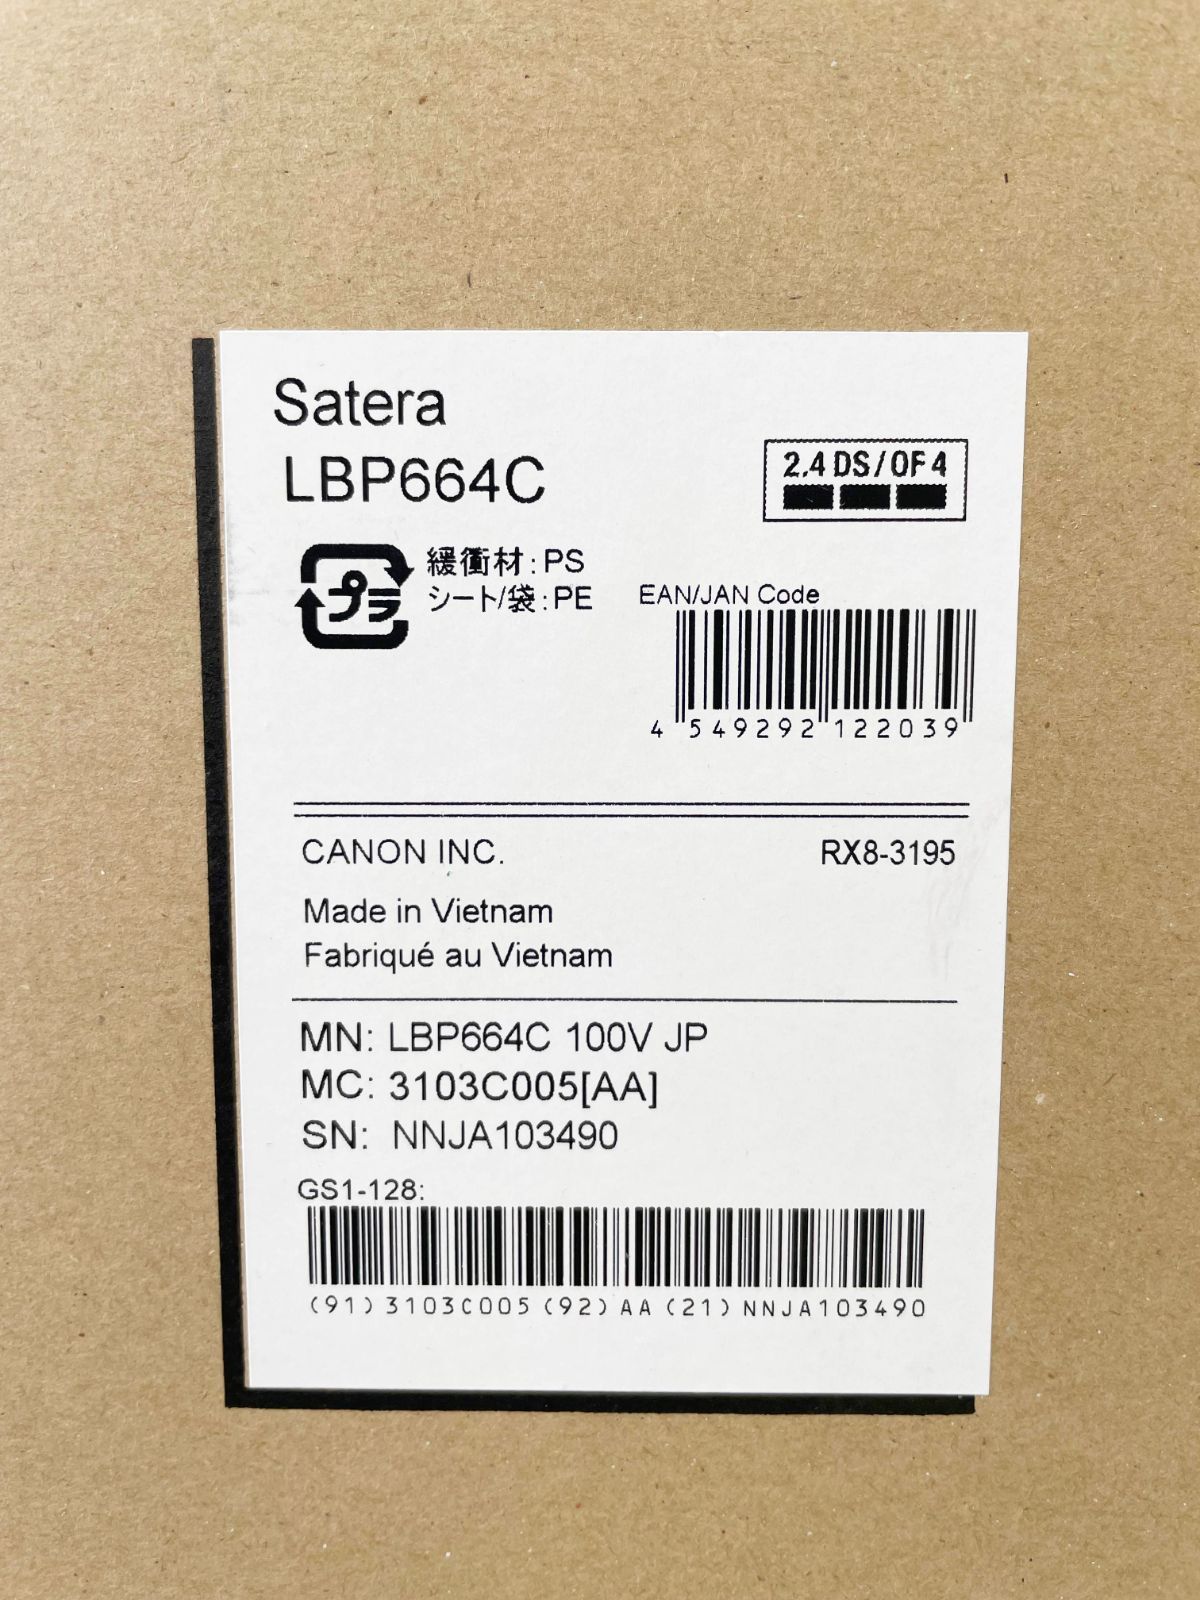 Satera
LBP664C
2.4 DS/OF 4
プラ
緩衝材: PS
シート/袋: PE
EAN/JAN Code
4 549292 122039
CANON INC.
RX8-3195
Made in Vietnam
Fabriqué au Vietnam
MN: LBP664C 100V JP
MC: 3103C005[AA]
SN: NNJA103490
GS1-128:
(91)3103C005(92)AA(21)NNJA103490